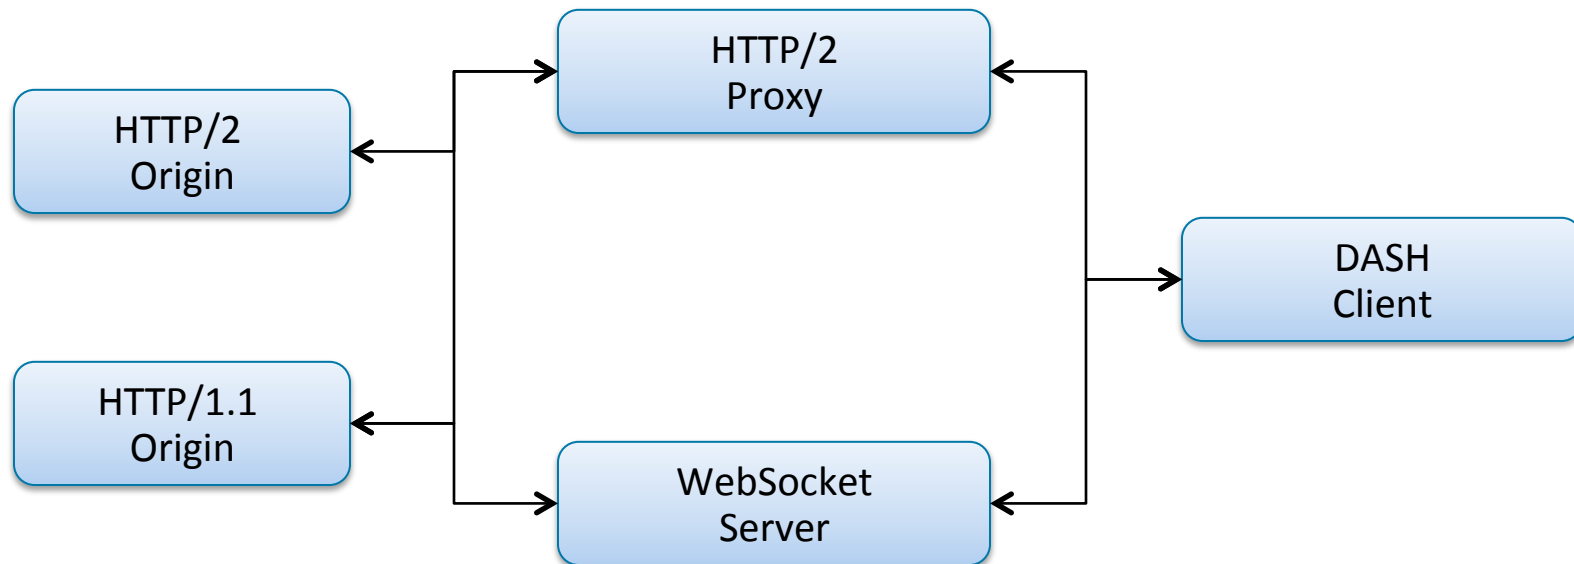 HTTP/2
Proxy
HTTP/2
Origin
DASH
Client
HTTP/1.1
Origin
WebSocket
Server